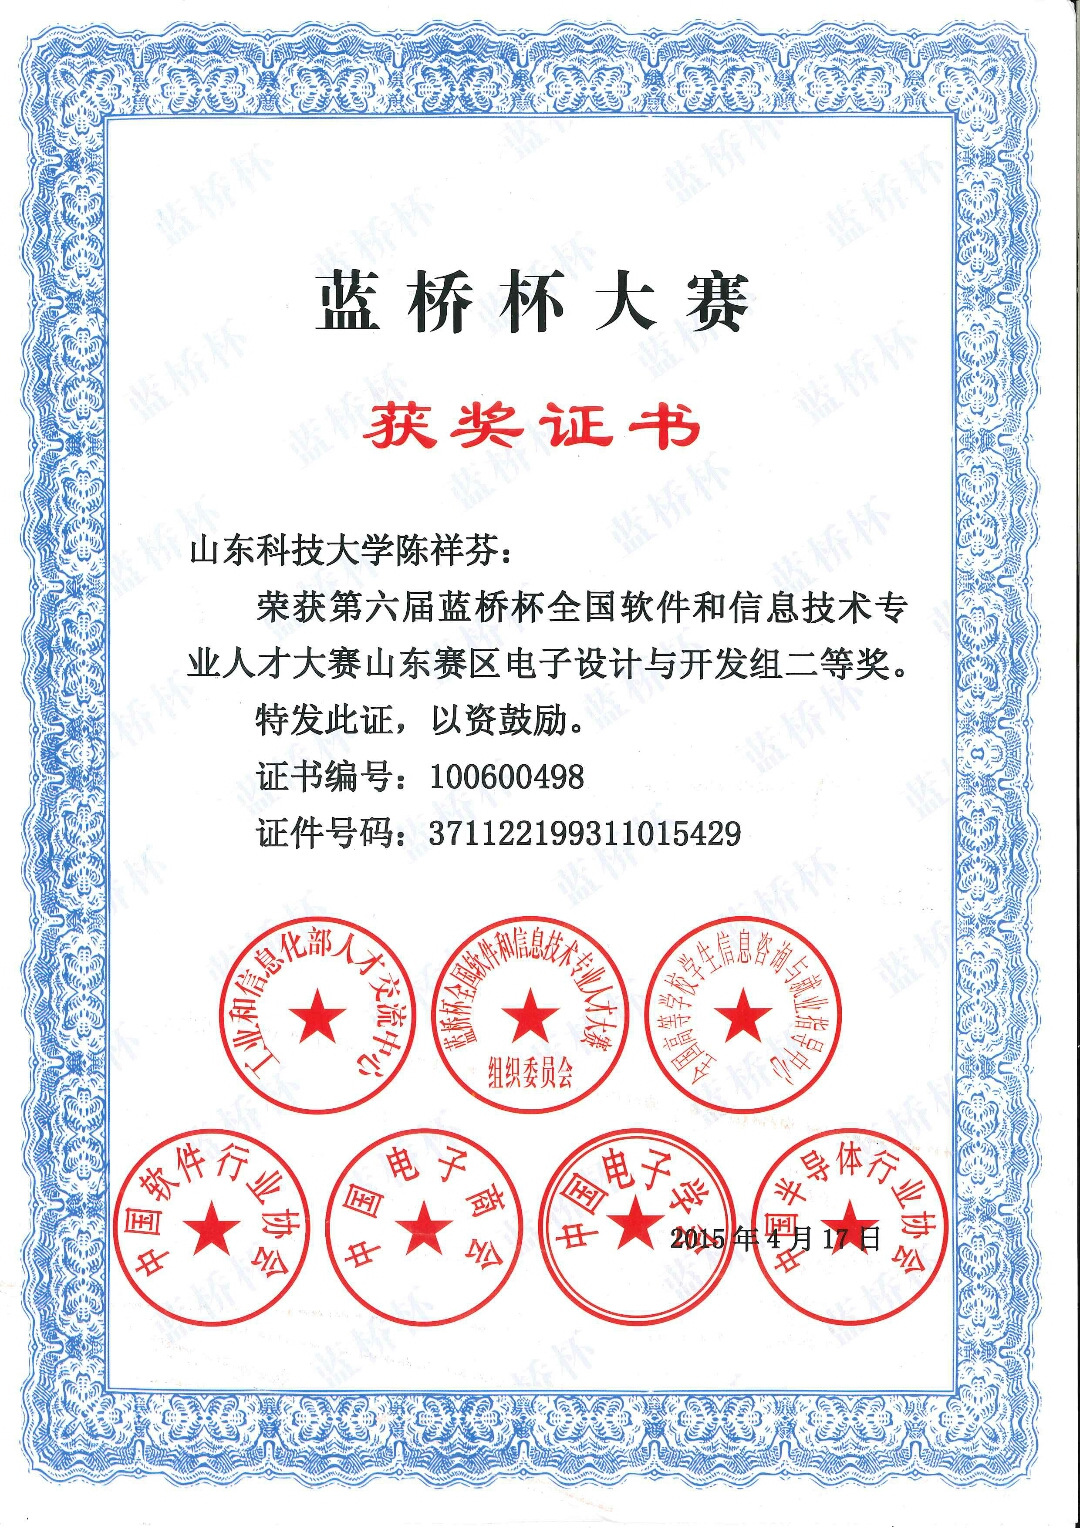 蓝桥杯大赛
获奖证书
山东科技大学陈祥芬：
荣获第六届蓝桥杯全国软件和信息技术专
业人才大赛山东赛区电子设计与开发组二等奖。
特发此证，以资鼓励。
证书编号：100600498
证件号码：371122199311015429
工业和信息化部人才交流中心
蓝桥杯全国软件和信息技术专业人才大赛
组织委员会
全国高等学校学生信息咨询与就业指导中心
中国软件行业协会
中国电子商会
中国电子学会
中国半导体行业协会
2015年4月17日